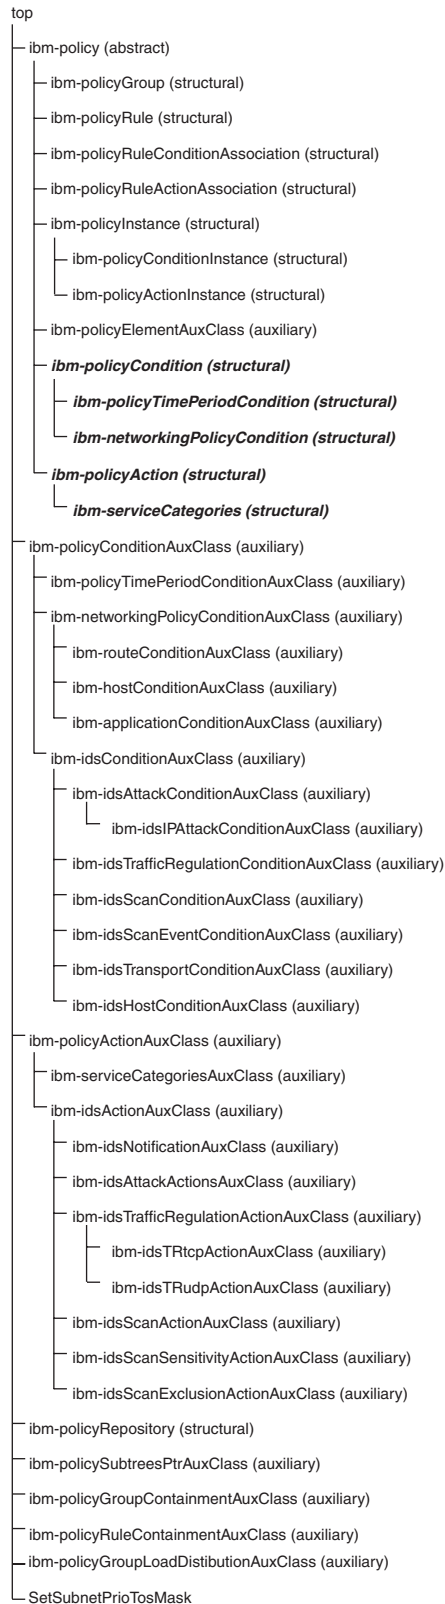 top
ibm-policy (abstract)
ibm-policyGroup (structural)
ibm-policyRule (structural)
ibm-policyRuleConditionAssociation (structural)
ibm-policyRuleActionAssociation (structural)
ibm-policyInstance (structural)
ibm-policyConditionInstance (structural)
ibm-policyActionInstance (structural)
ibm-policyElementAuxClass (auxiliary)
ibm-policyCondition (structural)
ibm-policyTimePeriodCondition (structural)
ibm-networkingPolicyCondition (structural)
ibm-policyAction (structural)
ibm-serviceCategories (structural)
ibm-policyConditionAuxClass (auxiliary)
ibm-policyTimePeriodConditionAuxClass (auxiliary)
ibm-networkingPolicyConditionAuxClass (auxiliary)
ibm-routeConditionAuxClass (auxiliary)
ibm-hostConditionAuxClass (auxiliary)
ibm-applicationConditionAuxClass (auxiliary)
ibm-idsConditionAuxClass (auxiliary)
ibm-idsAttackConditionAuxClass (auxiliary)
ibm-idsIPAttackConditionAuxClass (auxiliary)
ibm-idsTrafficRegulationConditionAuxClass (auxiliary)
ibm-idsScanConditionAuxClass (auxiliary)
ibm-idsScanEventConditionAuxClass (auxiliary)
ibm-idsTransportConditionAuxClass (auxiliary)
ibm-idsHostConditionAuxClass (auxiliary)
ibm-policyActionAuxClass (auxiliary)
ibm-serviceCategoriesAuxClass (auxiliary)
ibm-idsActionAuxClass (auxiliary)
ibm-idsNotificationAuxClass (auxiliary)
ibm-idsAttackActionsAuxClass (auxiliary)
ibm-idsTrafficRegulationActionAuxClass (auxiliary)
ibm-idsTRtcpActionAuxClass (auxiliary)
ibm-idsTRudpActionAuxClass (auxiliary)
ibm-idsScanActionAuxClass (auxiliary)
ibm-idsScanSensitivityActionAuxClass (auxiliary)
ibm-idsScanExclusionActionAuxClass (auxiliary)
ibm-policyRepository (structural)
ibm-policySubtreesPtrAuxClass (auxiliary)
ibm-policyGroupContainmentAuxClass (auxiliary)
ibm-policyRuleContainmentAuxClass (auxiliary)
ibm-policyGroupLoadDistibutionAuxClass (auxiliary)
SetSubnetPrioTosMask